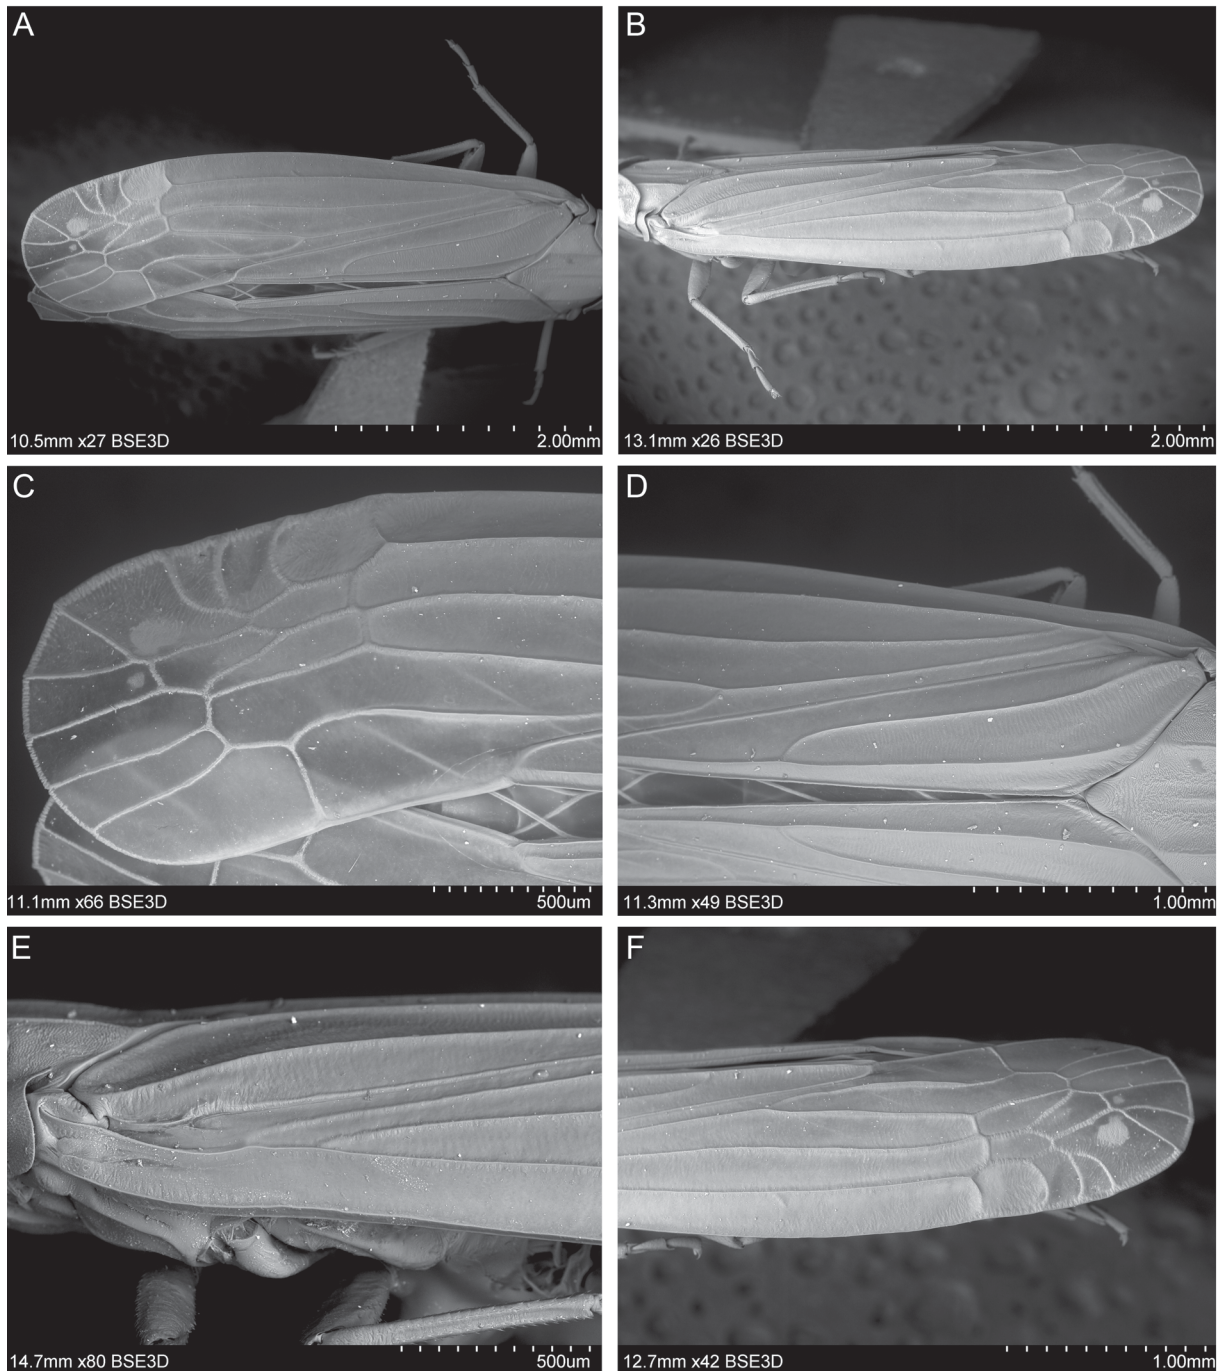 A
10.5mm x27 BSE3D 2.00mm
B
13.1mm x26 BSE3D 2.00mm
C
11.1mm x66 BSE3D 500um
D
11.3mm x49 BSE3D 1.00mm
E
14.7mm x80 BSE3D 500um
F
12.7mm x42 BSE3D 1.00mm